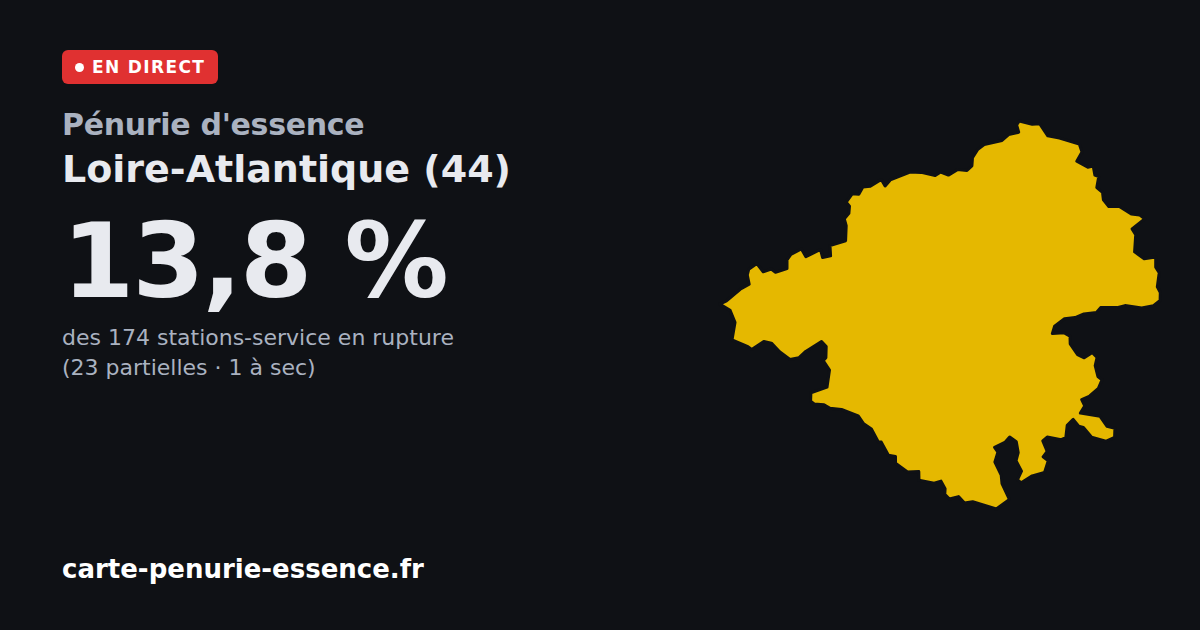 EN DIRECT
Pénurie d'essence
Loire-Atlantique (44)
13,8 %
des 174 stations-service en rupture
(23 partielles · 1 à sec)
carte-penurie-essence.fr